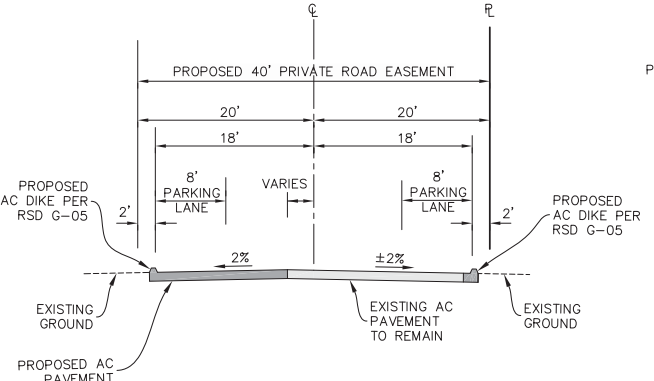 ℄
P̲L
PROPOSED 40' PRIVATE ROAD EASEMENT
P
20'
20'
18'
18'
8'
PARKING
LANE
VARIES
8'
PARKING
LANE
PROPOSED
AC DIKE PER
RSD G-05
2'
2'
PROPOSED
AC DIKE PER
RSD G-05
2%
±2%
EXISTING
GROUND
EXISTING AC
PAVEMENT
TO REMAIN
EXISTING
GROUND
PROPOSED AC
PAVEMENT